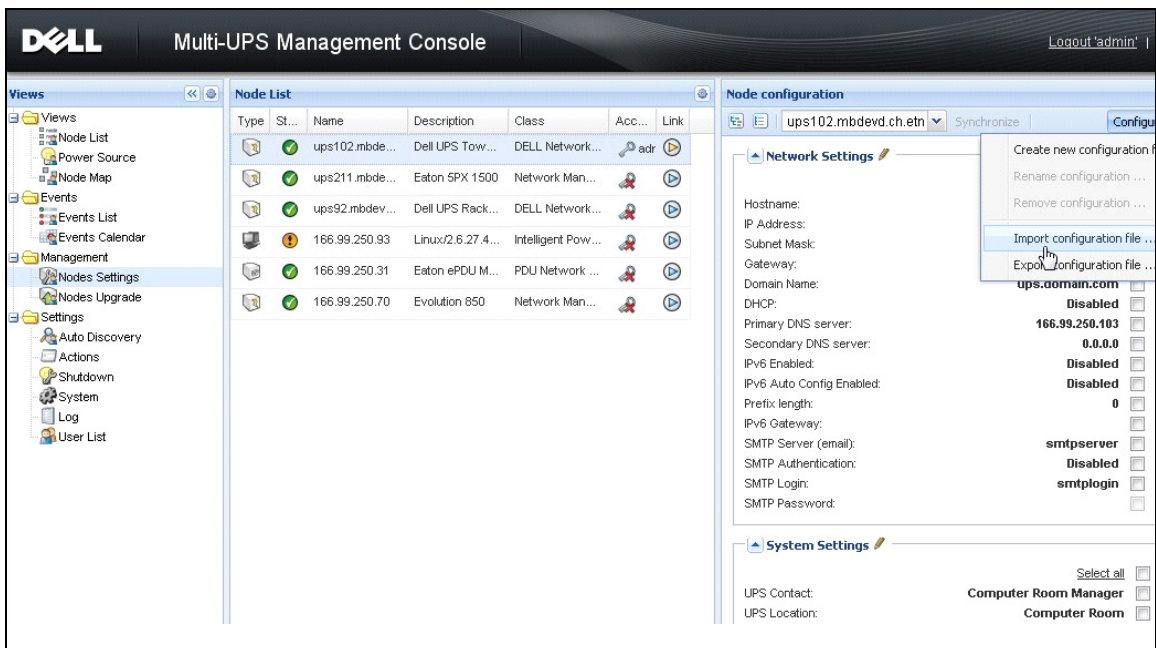 DELL
Multi-UPS Management Console
Logout 'admin' |
Views
Views
Node List
Power Source
Node Map
Events
Events List
Events Calendar
Management
Nodes Settings
Nodes Upgrade
Settings
Auto Discovery
Actions
Shutdown
System
Log
User List
Node List
Type St... Name Description Class Acc... Link
ups102.mbde... Dell UPS Tow... DELL Network... adr
ups211.mbde... Eaton 5PX 1500 Network Man...
ups92.mbdev... Dell UPS Rack... DELL Network...
166.99.250.93 Linux/2.6.27.4... Intelligent Pow...
166.99.250.31 Eaton ePDU M... PDU Network ...
166.99.250.70 Evolution 850 Network Man...
Node configuration
ups102.mbdevd.ch.etn Synchronize Configu
Create new configuration f
Rename configuration ...
Remove configuration ...
Import configuration file ...
Export configuration file ...
Network Settings
Hostname:
IP Address:
Subnet Mask:
Gateway:
Domain Name: ups.domain.com
DHCP: Disabled
Primary DNS server: 166.99.250.103
Secondary DNS server: 0.0.0.0
IPv6 Enabled: Disabled
IPv6 Auto Config Enabled: Disabled
Prefix length: 0
IPv6 Gateway:
SMTP Server (email): smtpserver
SMTP Authentication: Disabled
SMTP Login: smtplogin
SMTP Password:
System Settings
Select all
UPS Contact: Computer Room Manager
UPS Location: Computer Room